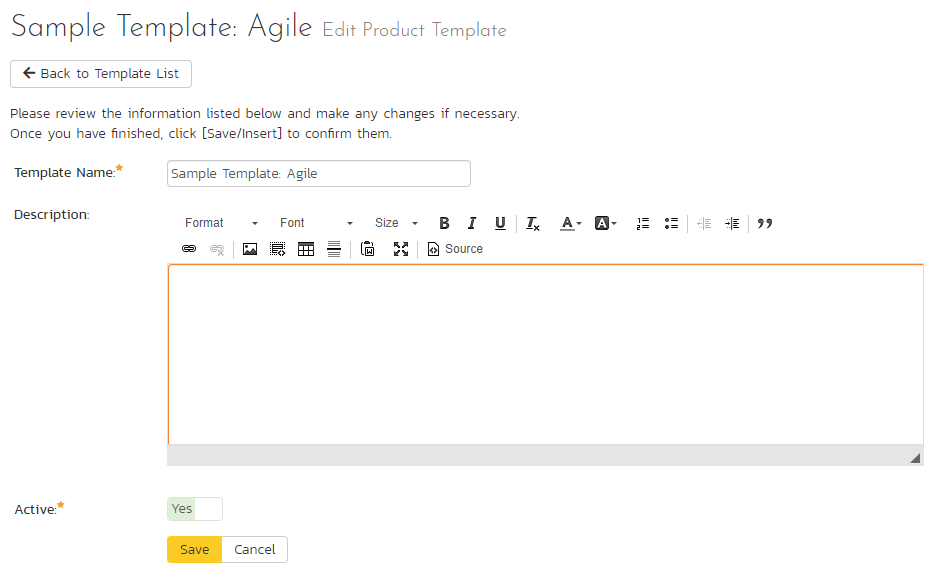 Sample Template: Agile Edit Product Template
Back to Template List
Please review the information listed below and make any changes if necessary.
Once you have finished, click [Save/Insert] to confirm them.
Template Name:
Sample Template: Agile
Description:
Format Font Size B I U Ix A A
Source
Active:
Yes
Save Cancel